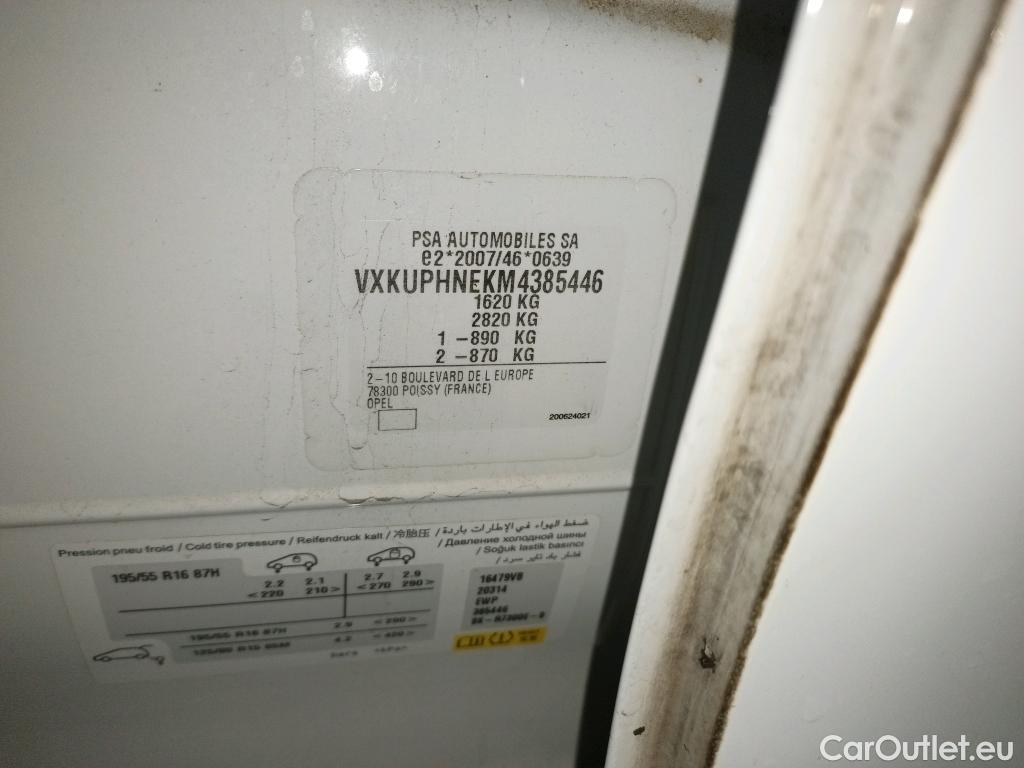 PSA AUTOMOBILES SA
e2*2007/46*0639
VXKUPHNEKM4385446
1620 KG
2820 KG
1 -890 KG
2 -870 KG
2-10 BOULEVARD DE L EUROPE
78300 POISSY (FRANCE)
OPEL
200624021
ضغط الهواء في الإطارات باردة /
Pression pneu froid / Cold tire pressure / Reifendruck kalt / 冷胎压 / Давление холодной шины
/ Soğuk lastik basıncı
195/55 R16 87H
2.2 2.1 2.7 2.9
<220 210> <270 290>
195/55 R16 87H 2.9 <290>
4.2 <420>
16479V8
20314
EWP
385446
CarOutlet.eu